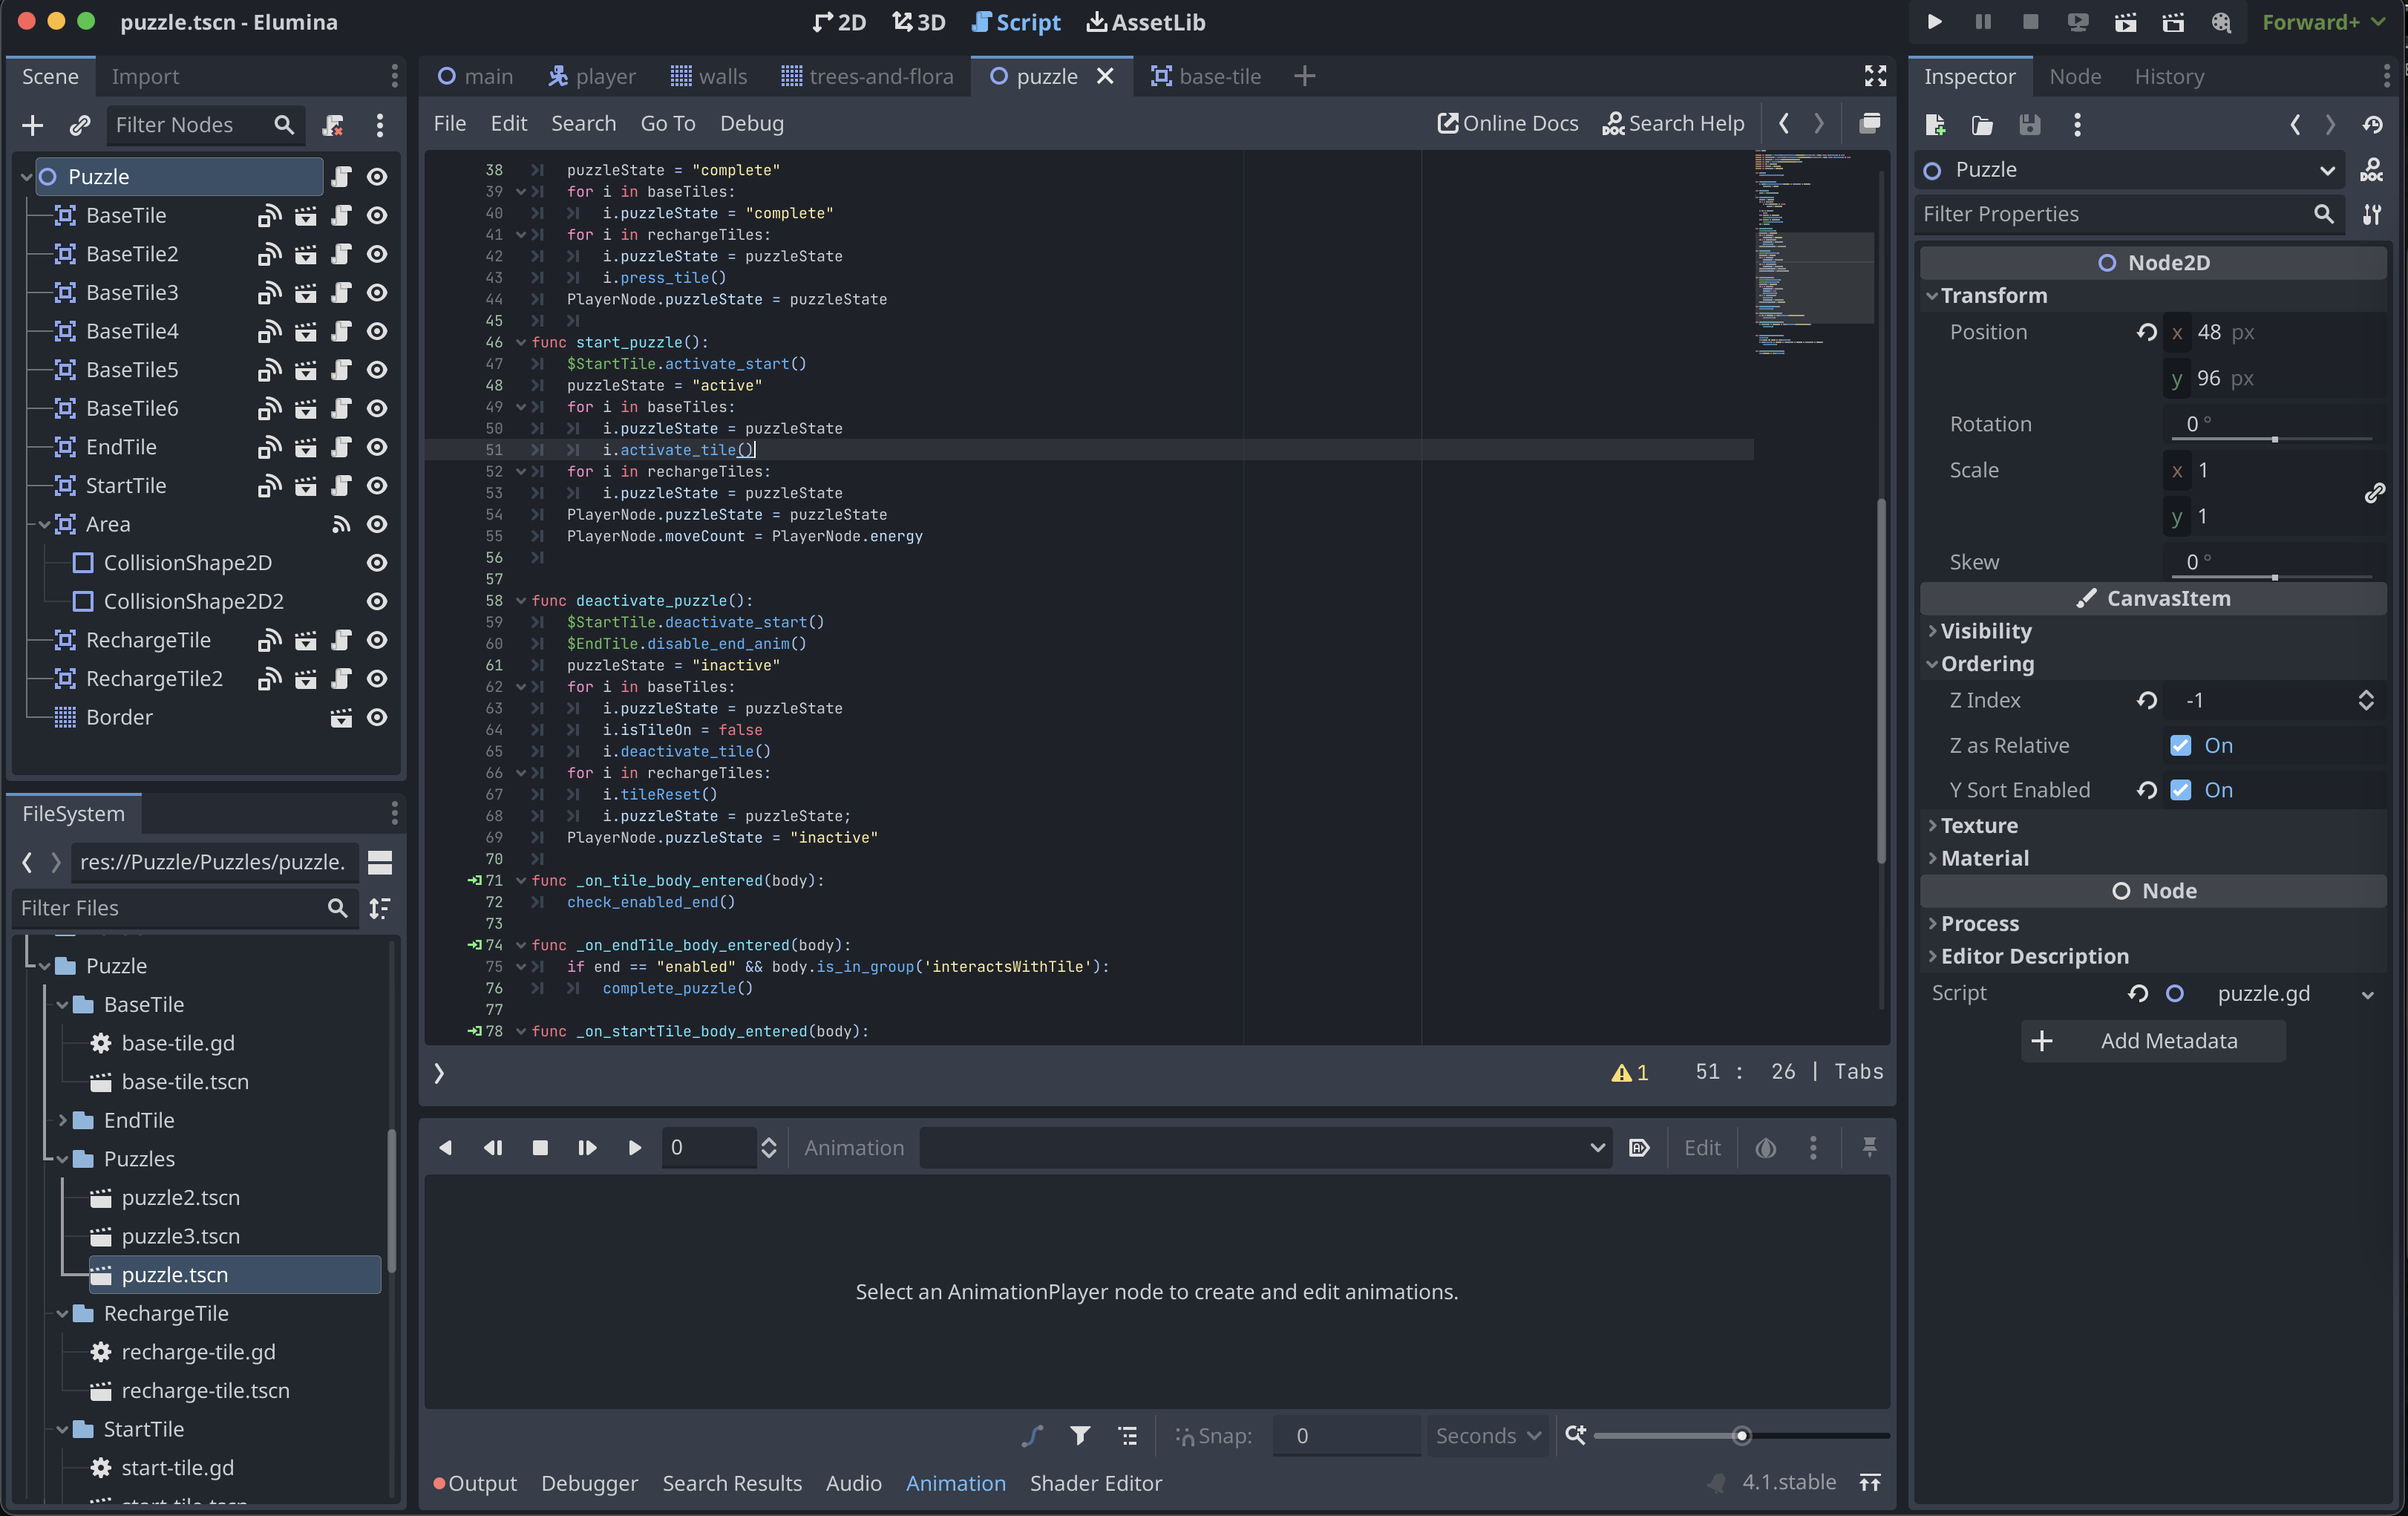 puzzle.tscn - Elumina
2D 3D Script AssetLib
Forward+
Scene Import
Filter Nodes
Puzzle
BaseTile
BaseTile2
BaseTile3
BaseTile4
BaseTile5
BaseTile6
EndTile
StartTile
Area
CollisionShape2D
CollisionShape2D2
RechargeTile
RechargeTile2
Border
FileSystem
res://Puzzle/Puzzles/puzzle.
Filter Files
Puzzle
BaseTile
base-tile.gd
base-tile.tscn
EndTile
Puzzles
puzzle2.tscn
puzzle3.tscn
puzzle.tscn
RechargeTile
recharge-tile.gd
recharge-tile.tscn
StartTile
start-tile.gd
start-tile.tscn
main player walls trees-and-flora puzzle base-tile
File Edit Search Go To Debug Online Docs Search Help
38 puzzleState = "complete"
39 for i in baseTiles:
40 i.puzzleState = "complete"
41 for i in rechargeTiles:
42 i.puzzleState = puzzleState
43 i.press_tile()
44 PlayerNode.puzzleState = puzzleState
45
46 func start_puzzle():
47 $StartTile.activate_start()
48 puzzleState = "active"
49 for i in baseTiles:
50 i.puzzleState = puzzleState
51 i.activate_tile()
52 for i in rechargeTiles:
53 i.puzzleState = puzzleState
54 PlayerNode.puzzleState = puzzleState
55 PlayerNode.moveCount = PlayerNode.energy
56
57
58 func deactivate_puzzle():
59 $StartTile.deactivate_start()
60 $EndTile.disable_end_anim()
61 puzzleState = "inactive"
62 for i in baseTiles:
63 i.puzzleState = puzzleState
64 i.isTileOn = false
65 i.deactivate_tile()
66 for i in rechargeTiles:
67 i.tileReset()
68 i.puzzleState = puzzleState;
69 PlayerNode.puzzleState = "inactive"
70
71 func _on_tile_body_entered(body):
72 check_enabled_end()
73
74 func _on_endTile_body_entered(body):
75 if end == "enabled" && body.is_in_group('interactsWithTile'):
76 complete_puzzle()
77
78 func _on_startTile_body_entered(body):
1 51 : 26 | Tabs
0 Animation Edit
Select an AnimationPlayer node to create and edit animations.
Snap: 0 Seconds
Output Debugger Search Results Audio Animation Shader Editor 4.1.stable
Inspector Node History
DOC
Puzzle
Filter Properties
Node2D
Transform
Position x 48 px
y 96 px
Rotation 0 °
Scale x 1
y 1
Skew 0 °
CanvasItem
Visibility
Ordering
Z Index -1
Z as Relative On
Y Sort Enabled On
Texture
Material
Node
Process
Editor Description
Script puzzle.gd
Add Metadata